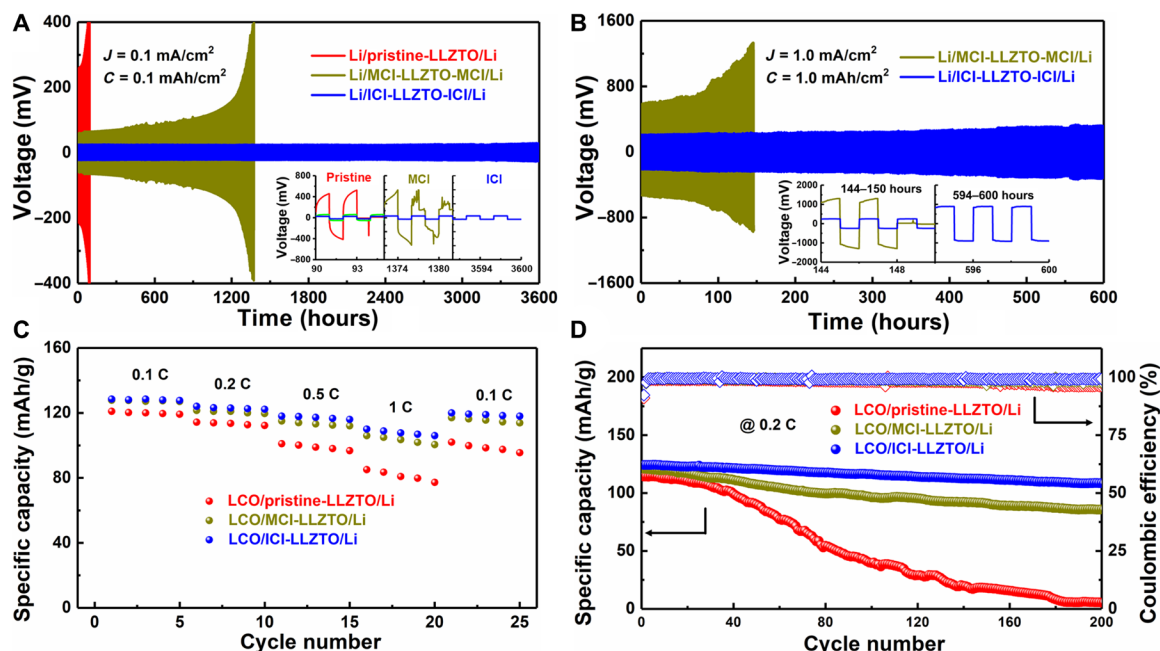 A
Voltage (mV)
400
200
0
−200
−400
J = 0.1 mA/cm²
C = 0.1 mAh/cm²
Li/pristine-LLZTO/Li
Li/MCI-LLZTO-MCI/Li
Li/ICI-LLZTO-ICI/Li
Pristine MCI ICI
Voltage (mV)
800
400
0
−400
−800
90 93 1374 1380 3594 3600
0 600 1200 1800 2400 3000 3600
Time (hours)
B
Voltage (mV)
1600
800
0
−800
−1600
J = 1.0 mA/cm²
C = 1.0 mAh/cm²
Li/MCI-LLZTO-MCI/Li
Li/ICI-LLZTO-ICI/Li
144–150 hours 594–600 hours
Voltage (mV)
2000
1000
0
−1000
−2000
144 148 596 600
0 100 200 300 400 500 600
Time (hours)
C
Specific capacity (mAh/g)
160
120
80
40
0
0.1 C 0.2 C 0.5 C 1 C 0.1 C
LCO/pristine-LLZTO/Li
LCO/MCI-LLZTO/Li
LCO/ICI-LLZTO/Li
0 5 10 15 20 25
Cycle number
D
Specific capacity (mAh/g)
200
150
100
50
0
@ 0.2 C
LCO/pristine-LLZTO/Li
LCO/MCI-LLZTO/Li
LCO/ICI-LLZTO/Li
100
75
50
25
0
Coulombic efficiency (%)
0 40 80 120 160 200
Cycle number